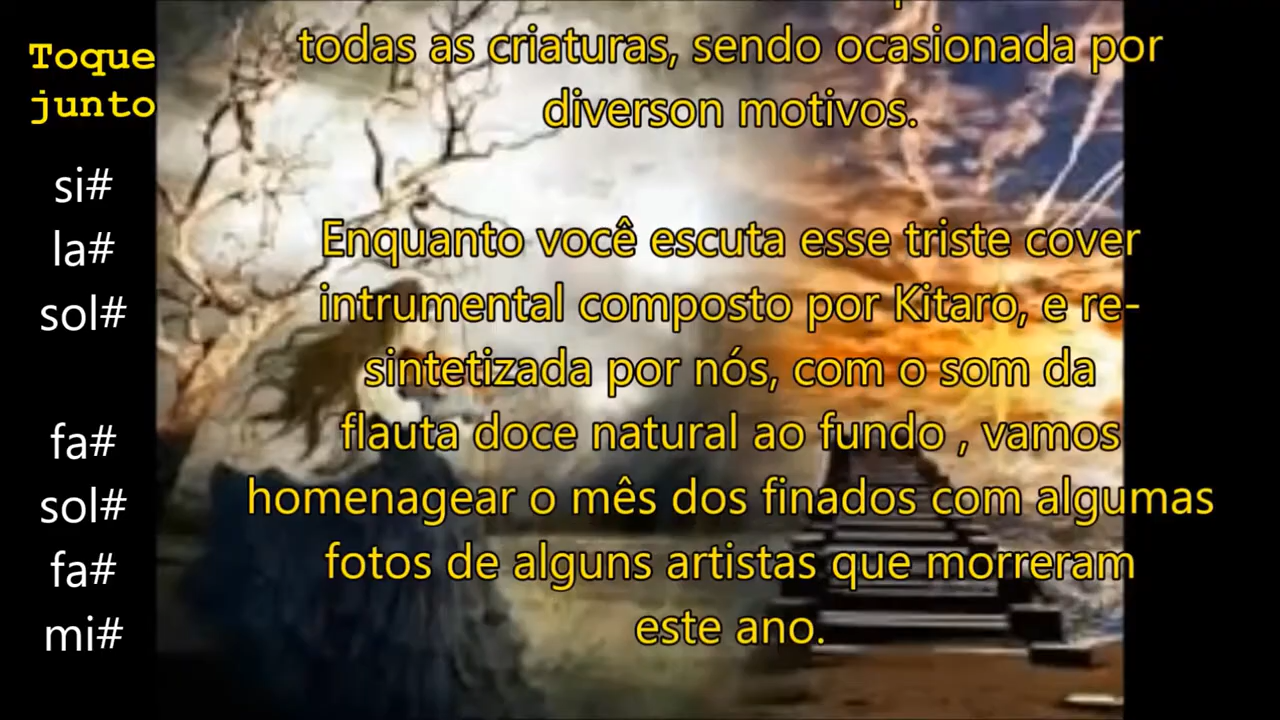 Toque
junto
si#
la#
sol#
fa#
sol#
fa#
mi#
todas as criaturas, sendo ocasionada por
diverson motivos.
Enquanto você escuta esse triste cover
intrumental composto por Kitaro, e re-
sintetizada por nós, com o som da
flauta doce natural ao fundo , vamos
homenagear o mês dos finados com algumas
fotos de alguns artistas que morreram
este ano.